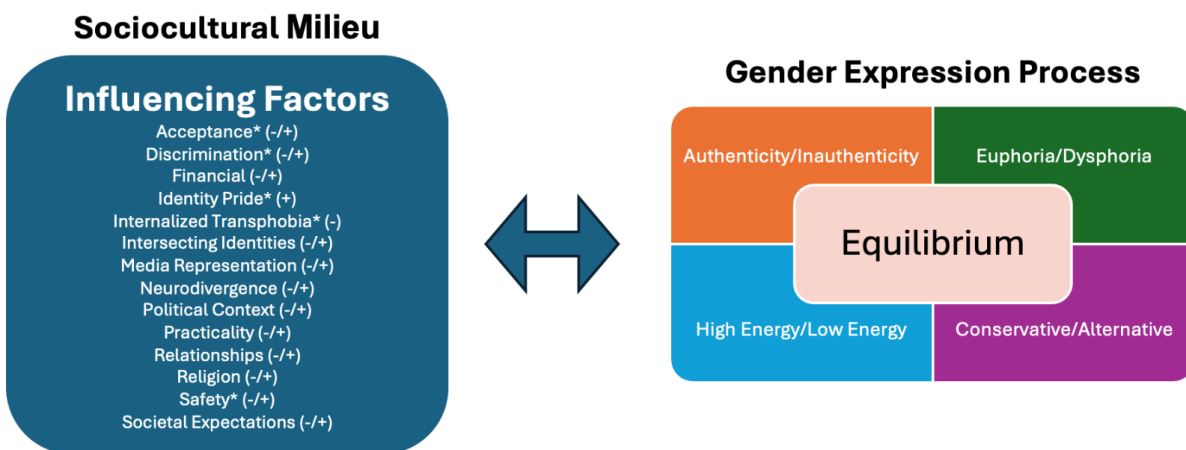 Sociocultural Milieu
Influencing Factors
Acceptance* (-/+)
Discrimination* (-/+)
Financial (-/+)
Identity Pride* (+)
Internalized Transphobia* (-)
Intersecting Identities (-/+)
Media Representation (-/+)
Neurodivergence (-/+)
Political Context (-/+)
Practicality (-/+)
Relationships (-/+)
Religion (-/+)
Safety* (-/+)
Societal Expectations (-/+)
Gender Expression Process
Authenticity/Inauthenticity
Euphoria/Dysphoria
Equilibrium
High Energy/Low Energy
Conservative/Alternative